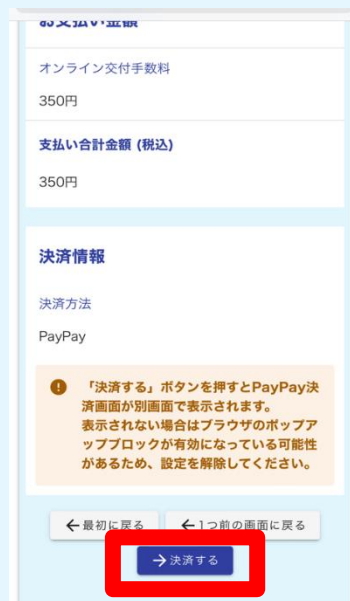 お支払い金額
オンライン交付手数料
350円
支払い合計金額 (税込)
350円
決済情報
決済方法
PayPay
「決済する」ボタンを押すとPayPay決
済画面が別画面で表示されます。
表示されない場合はブラウザのポップア
ップブロックが有効になっている可能性
があるため、設定を解除してください。
←最初に戻る ←1つ前の画面に戻る
→決済する